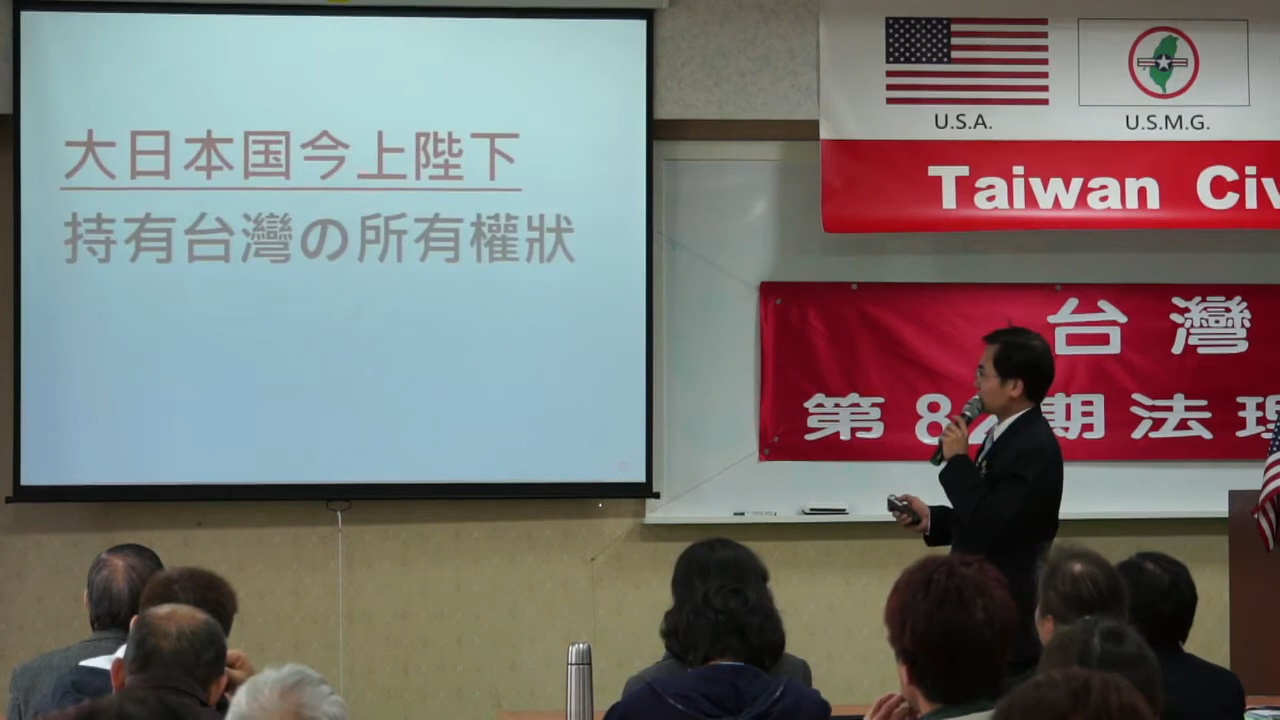 大日本国今上陛下
持有台灣の所有權狀
U.S.A.
U.S.M.G.
Taiwan Civ
台灣
第8 期法理